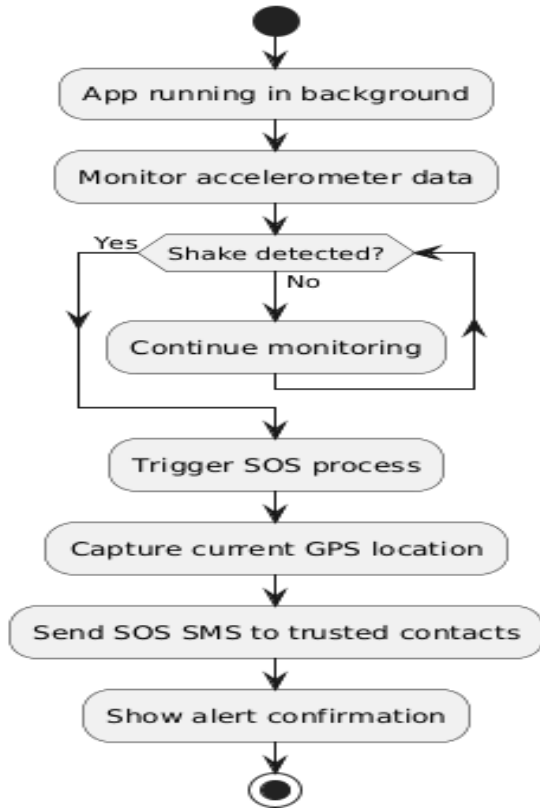 App running in background
Monitor accelerometer data
Yes
Shake detected?
No
Continue monitoring
Trigger SOS process
Capture current GPS location
Send SOS SMS to trusted contacts
Show alert confirmation